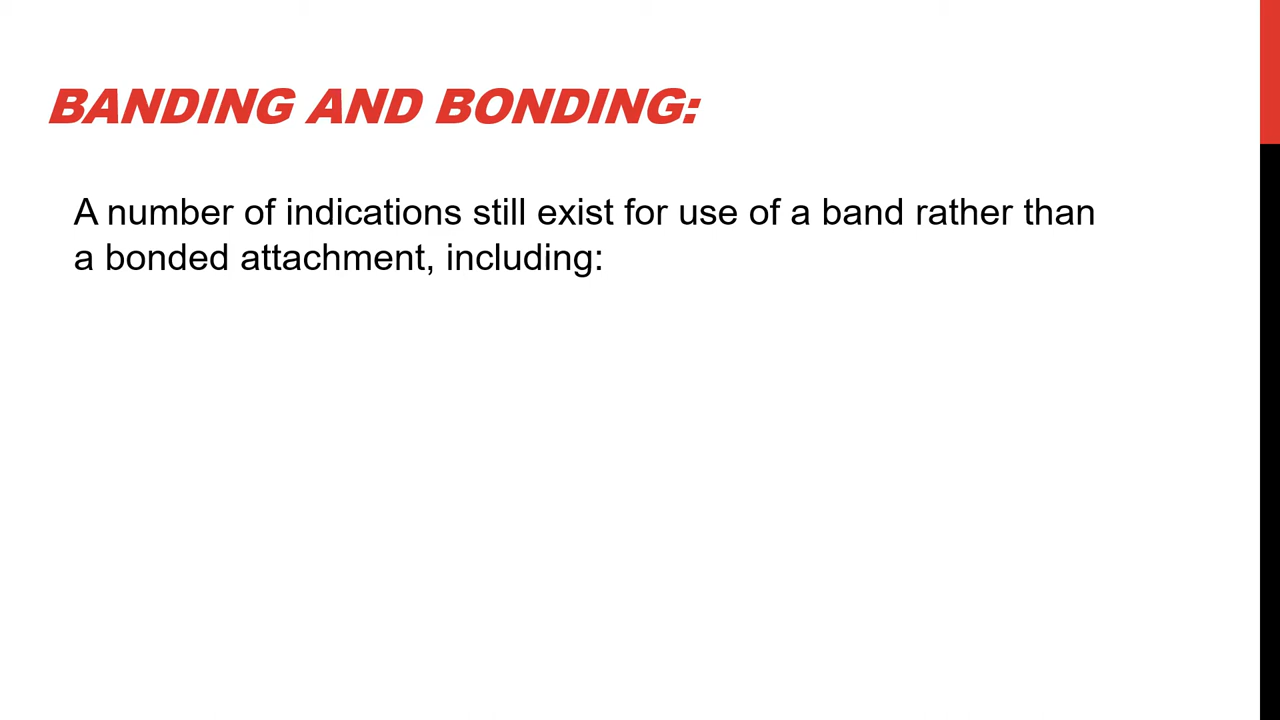 BANDING AND BONDING:
A number of indications still exist for use of a band rather than
a bonded attachment, including: